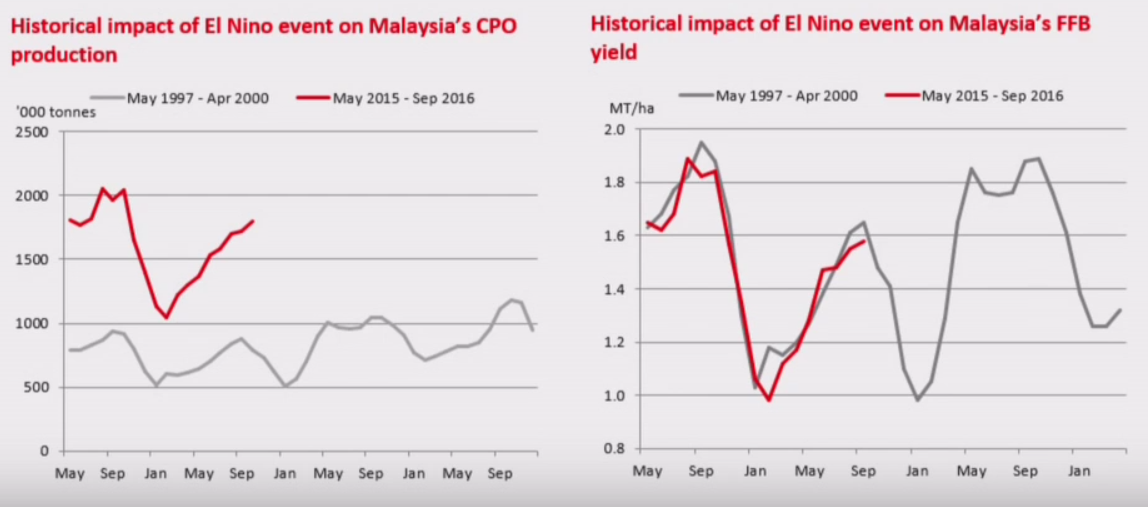 Historical impact of El Nino event on Malaysia's CPO
production
May 1997 - Apr 2000 May 2015 - Sep 2016
'000 tonnes
2500
2000
1500
1000
500
0
May Sep Jan May Sep Jan May Sep Jan May Sep
Historical impact of El Nino event on Malaysia's FFB
yield
May 1997 - Apr 2000 May 2015 - Sep 2016
MT/ha
2.0
1.8
1.6
1.4
1.2
1.0
0.8
May Sep Jan May Sep Jan May Sep Jan